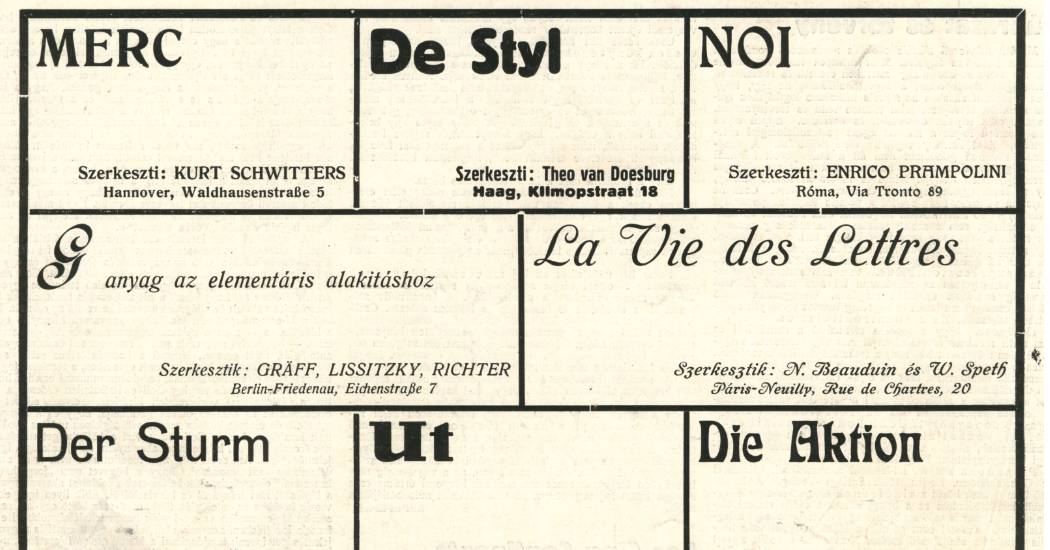 MERC
Szerkeszti: KURT SCHWITTERS
Hannover, Waldhausenstraße 5
De Styl
Szerkeszti: Theo van Doesburg
Haag, Klimopstraat 18
NOI
Szerkeszti: ENRICO PRAMPOLINI
Róma, Via Tronto 89
G
anyag az elementáris alakitáshoz
Szerkesztik: GRÄFF, LISSITZKY, RICHTER
Berlin-Friedenau, Eichenstraße 7
La Vie des Lettres
Szerkesztik: N. Beauduin és W. Speth
Páris-Neuilly, Rue de Chartres, 20
Der Sturm
Ut
Die Aktion